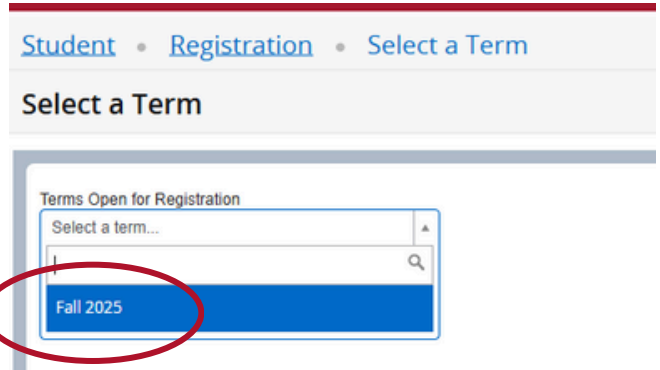 Student • Registration • Select a Term
Select a Term
Terms Open for Registration
Select a term...
Fall 2025